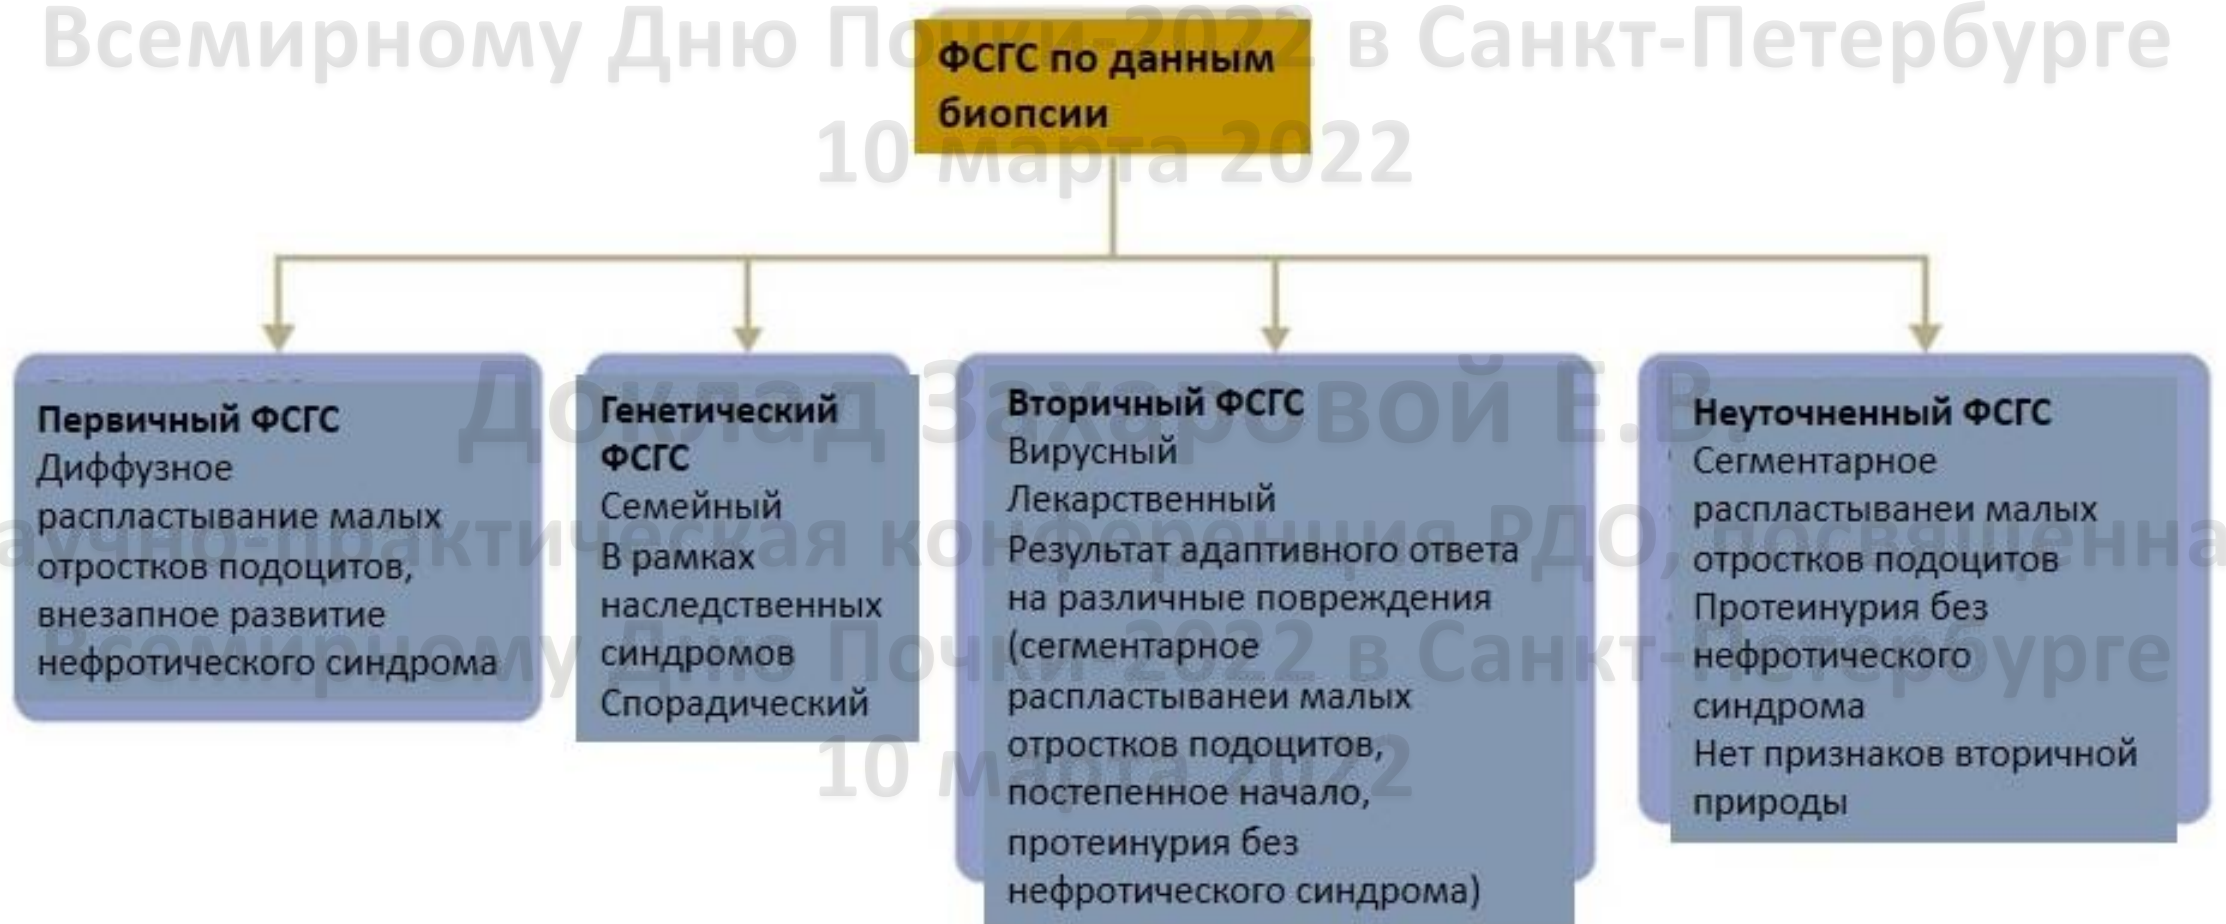 Всемирному Дню Почки-2022 в Санкт-Петербурге
10 марта 2022
ФСГС по данным
биопсии
Первичный ФСГС
Диффузное
распластывание малых
отростков подоцитов,
внезапное развитие
нефротического синдрома
Генетический
ФСГС
Семейный
В рамках
наследственных
синдромов
Спорадический
Вторичный ФСГС
Вирусный
Лекарственный
Результат адаптивного ответа
на различные повреждения
(сегментарное
распластыванеи малых
отростков подоцитов,
постепенное начало,
протеинурия без
нефротического синдрома)
Неуточненный ФСГС
Сегментарное
распластыванеи малых
отростков подоцитов
Протеинурия без
нефротического
синдрома
Нет признаков вторичной
природы
Доклад Захаровой Е.В.
аучно-практическая конференция РДО, посвященна
Всемирному Дню Почки-2022 в Санкт-Петербурге
10 марта 2022